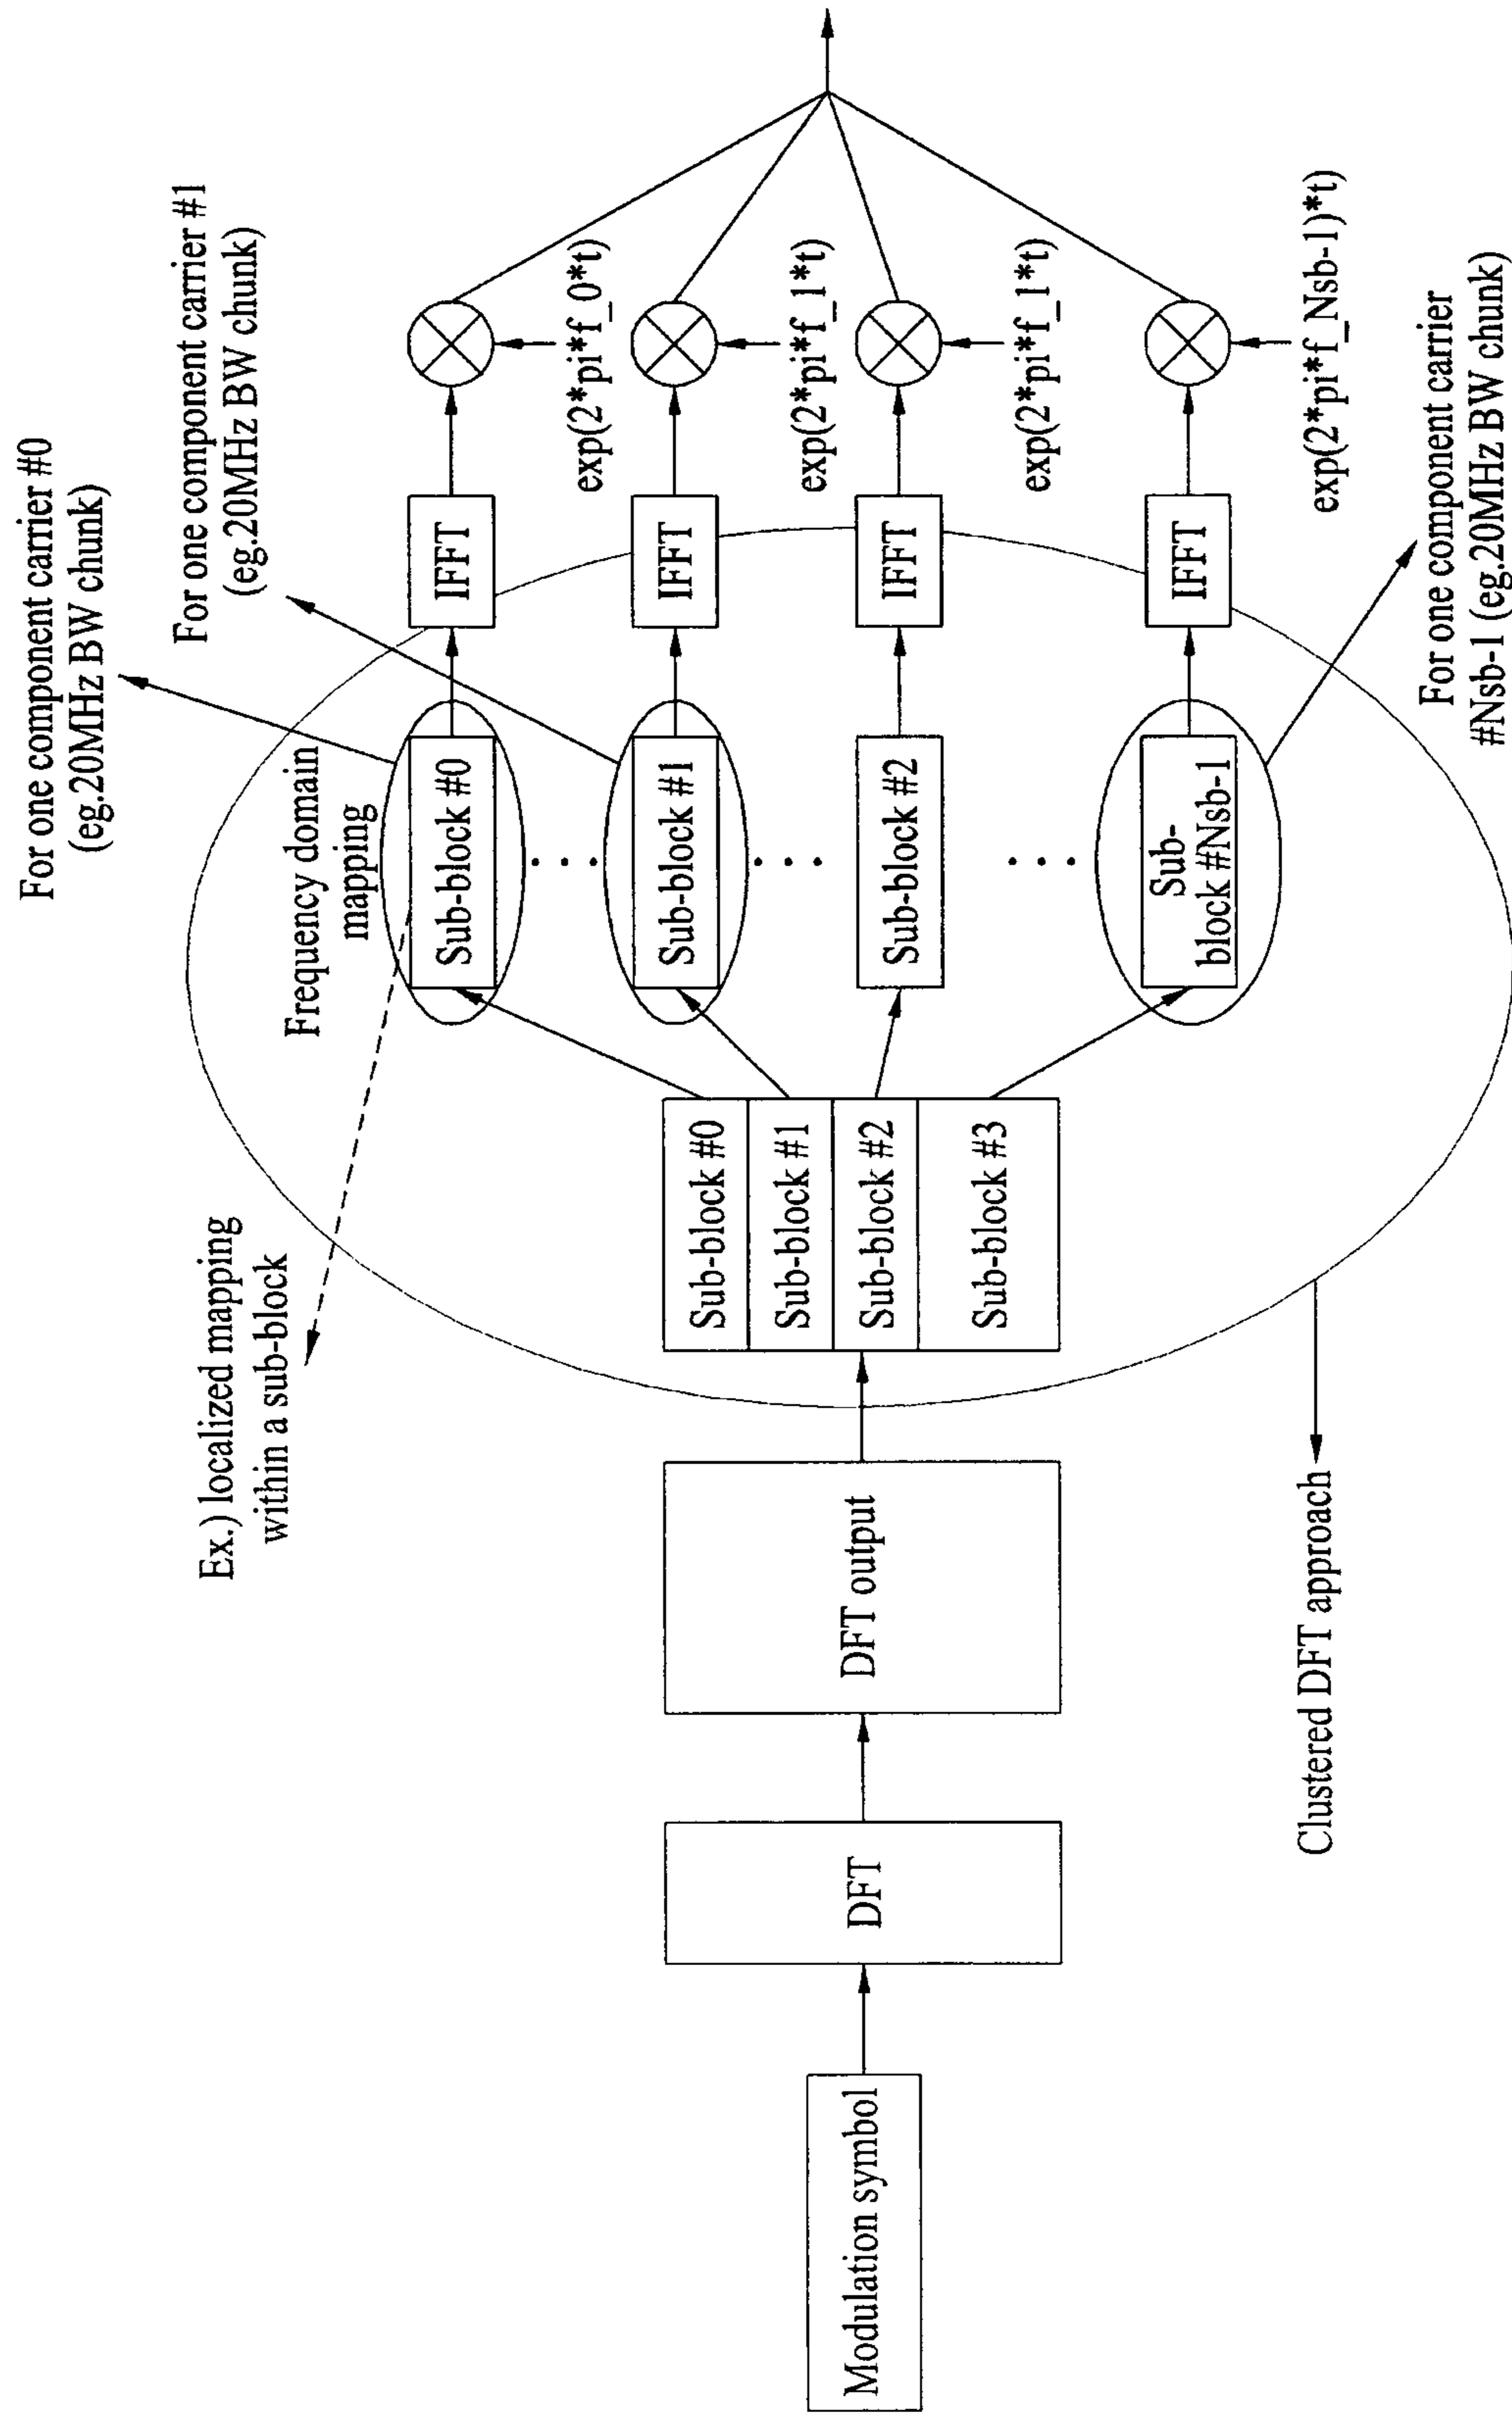 For one component carrier #0
(eg.20MHz BW chunk)
For one component carrier #1
(eg.20MHz BW chunk)
Ex.) localized mapping
within a sub-block
Frequency domain
mapping
Modulation symbol
DFT
DFT output
Sub-block #0
Sub-block #1
Sub-block #2
Sub-block #3
Sub-block #0
IFFT
exp(2*pi*f_0*t)
Sub-block #1
IFFT
exp(2*pi*f_1*t)
Sub-block #2
IFFT
exp(2*pi*f_1*t)
Sub-
block #Nsb-1
IFFT
exp(2*pi*f_Nsb-1)*t)
Clustered DFT approach
For one component carrier
#Nsb-1 (eg.20MHz BW chunk)